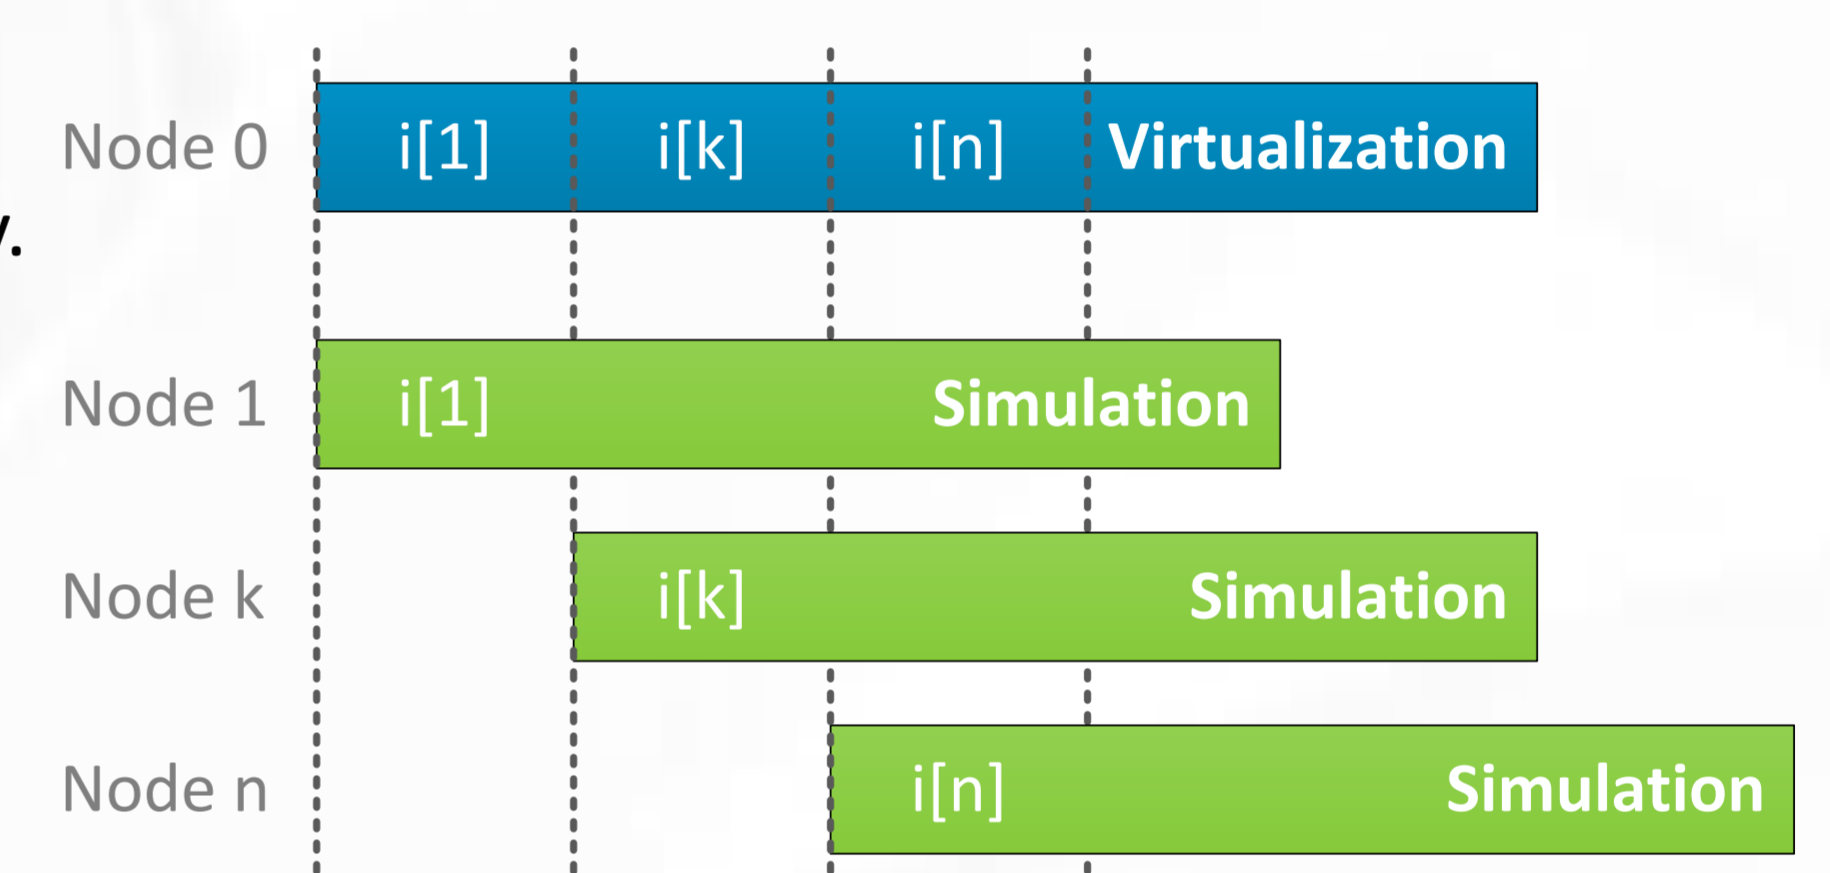 Node 0 i[1] i[k] i[n] Virtualization
Node 1 i[1] Simulation
Node k i[k] Simulation
Node n i[n] Simulation